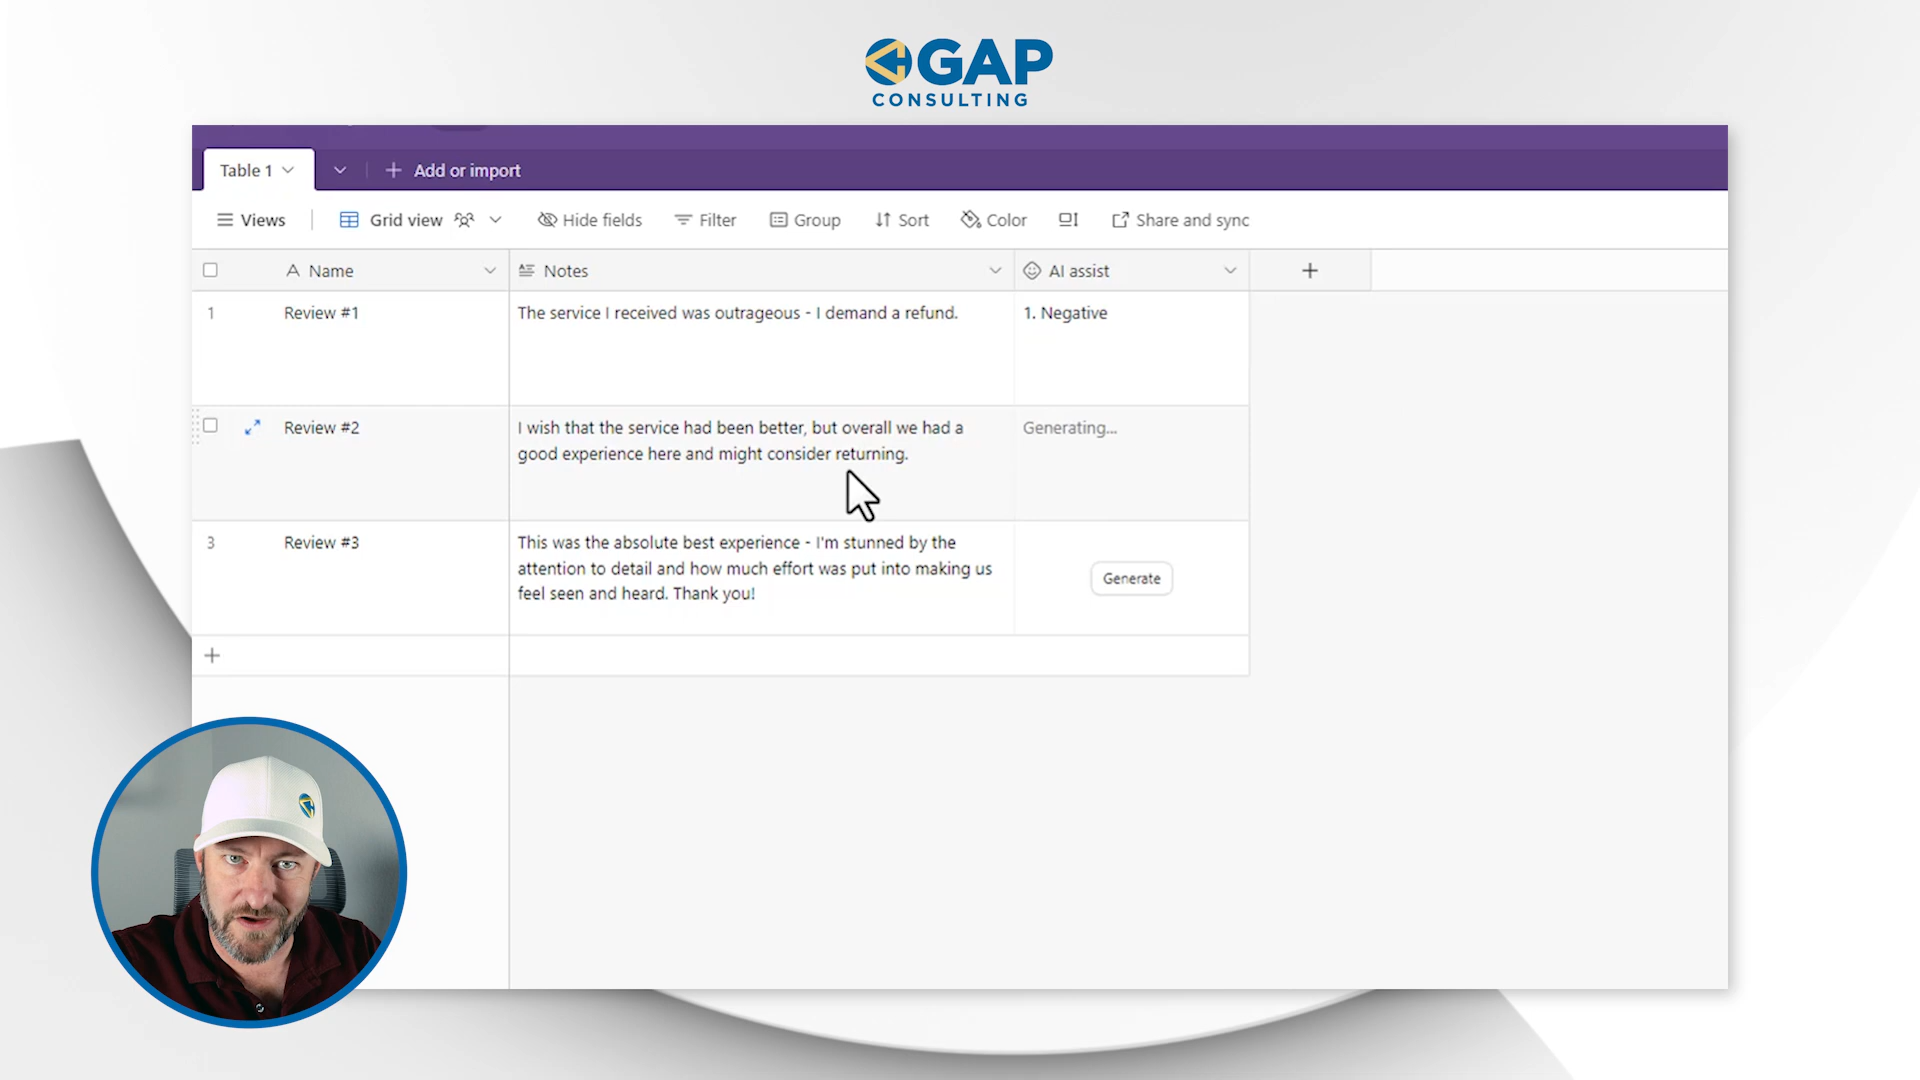 GAP
CONSULTING
Table 1
Add or import
Views
Grid view
Hide fields
Filter
Group
Sort
Color
Share and sync
Name
Notes
AI assist
1
Review #1
The service I received was outrageous - I demand a refund.
1. Negative
Review #2
I wish that the service had been better, but overall we had a
good experience here and might consider returning.
Generating...
3
Review #3
This was the absolute best experience - I'm stunned by the
attention to detail and how much effort was put into making us
feel seen and heard. Thank you!
Generate